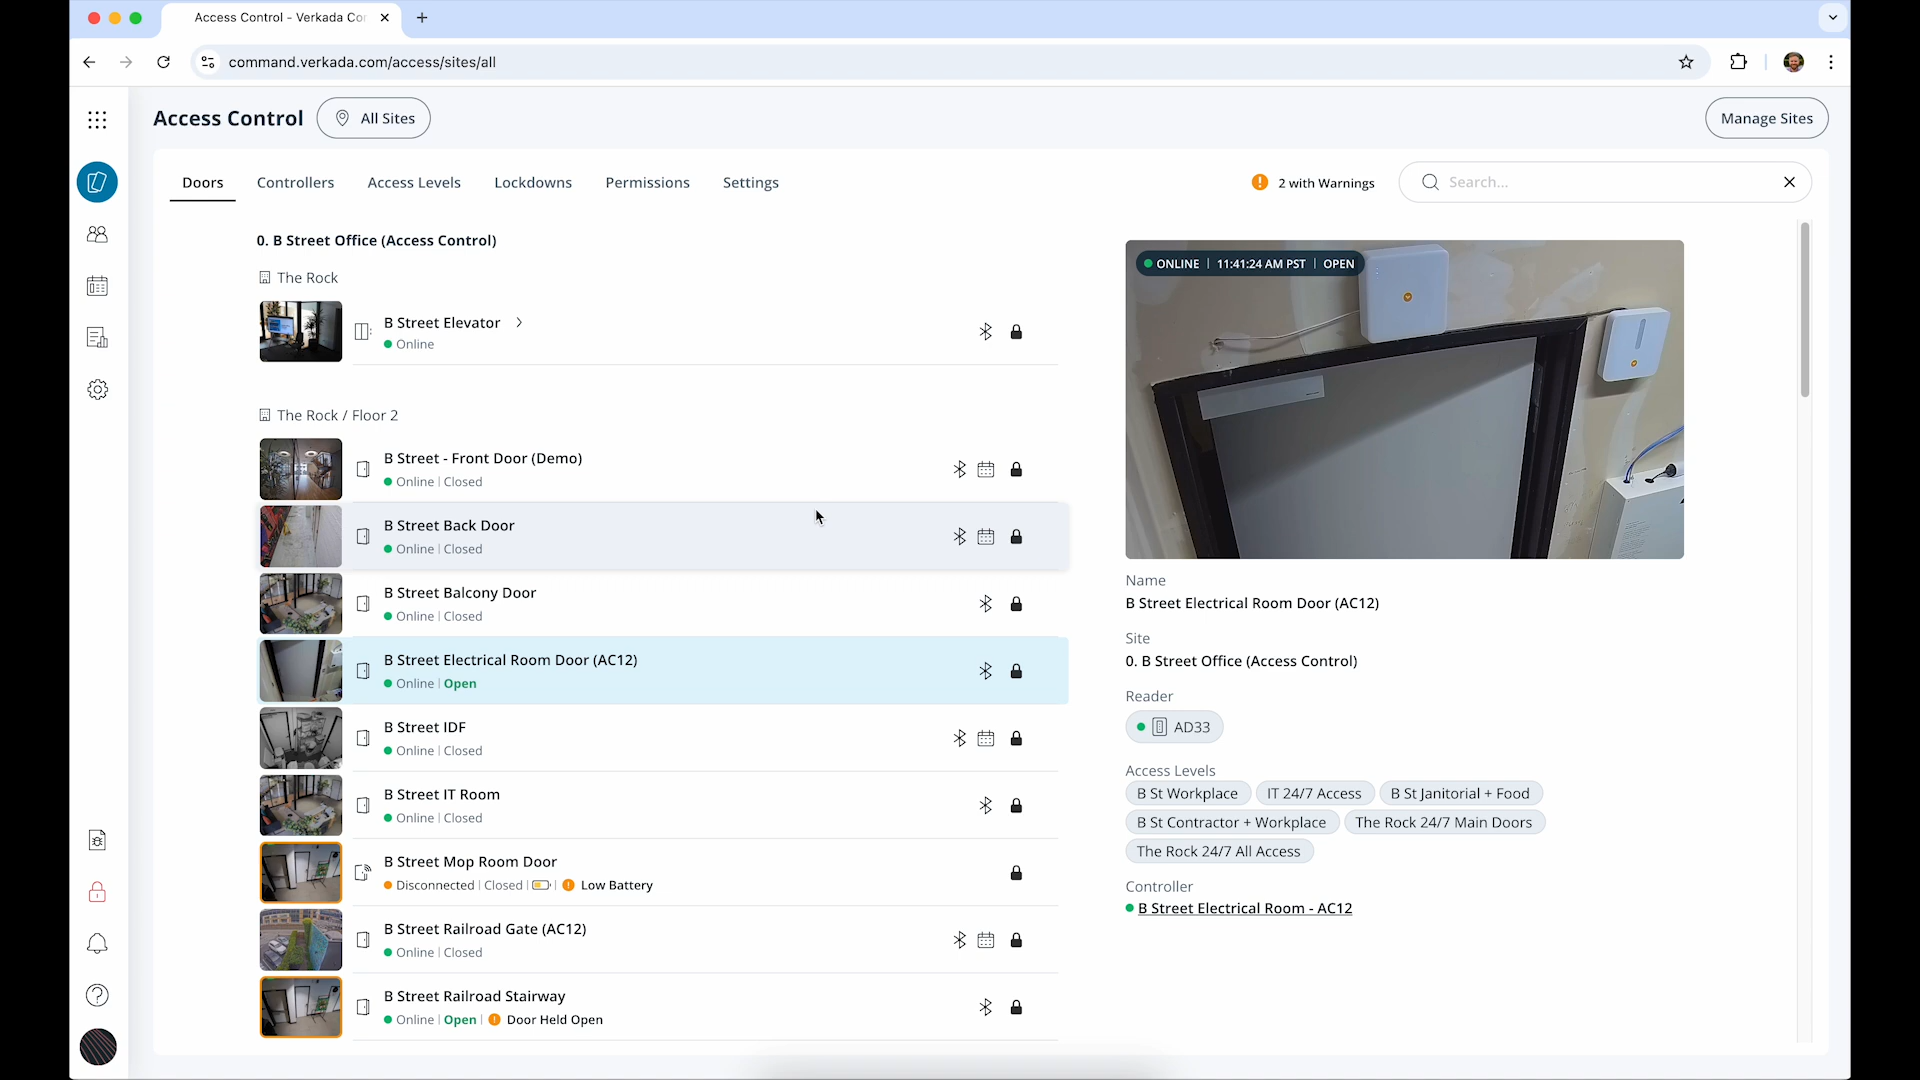 Access Control - Verkada Co
command.verkada.com/access/sites/all
Access Control
All Sites
Manage Sites
Doors
Controllers
Access Levels
Lockdowns
Permissions
Settings
2 with Warnings
Search...
0. B Street Office (Access Control)
The Rock
B Street Elevator
Online
The Rock / Floor 2
B Street - Front Door (Demo)
Online | Closed
B Street Back Door
Online | Closed
B Street Balcony Door
Online | Closed
B Street Electrical Room Door (AC12)
Online | Open
B Street IDF
Online | Closed
B Street IT Room
Online | Closed
B Street Mop Room Door
Disconnected | Closed | Low Battery
B Street Railroad Gate (AC12)
Online | Closed
B Street Railroad Stairway
Online | Open | Door Held Open
ONLINE | 11:41:24 AM PST | OPEN
Name
B Street Electrical Room Door (AC12)
Site
0. B Street Office (Access Control)
Reader
AD33
Access Levels
B St Workplace
IT 24/7 Access
B St Janitorial + Food
B St Contractor + Workplace
The Rock 24/7 Main Doors
The Rock 24/7 All Access
Controller
B Street Electrical Room - AC12